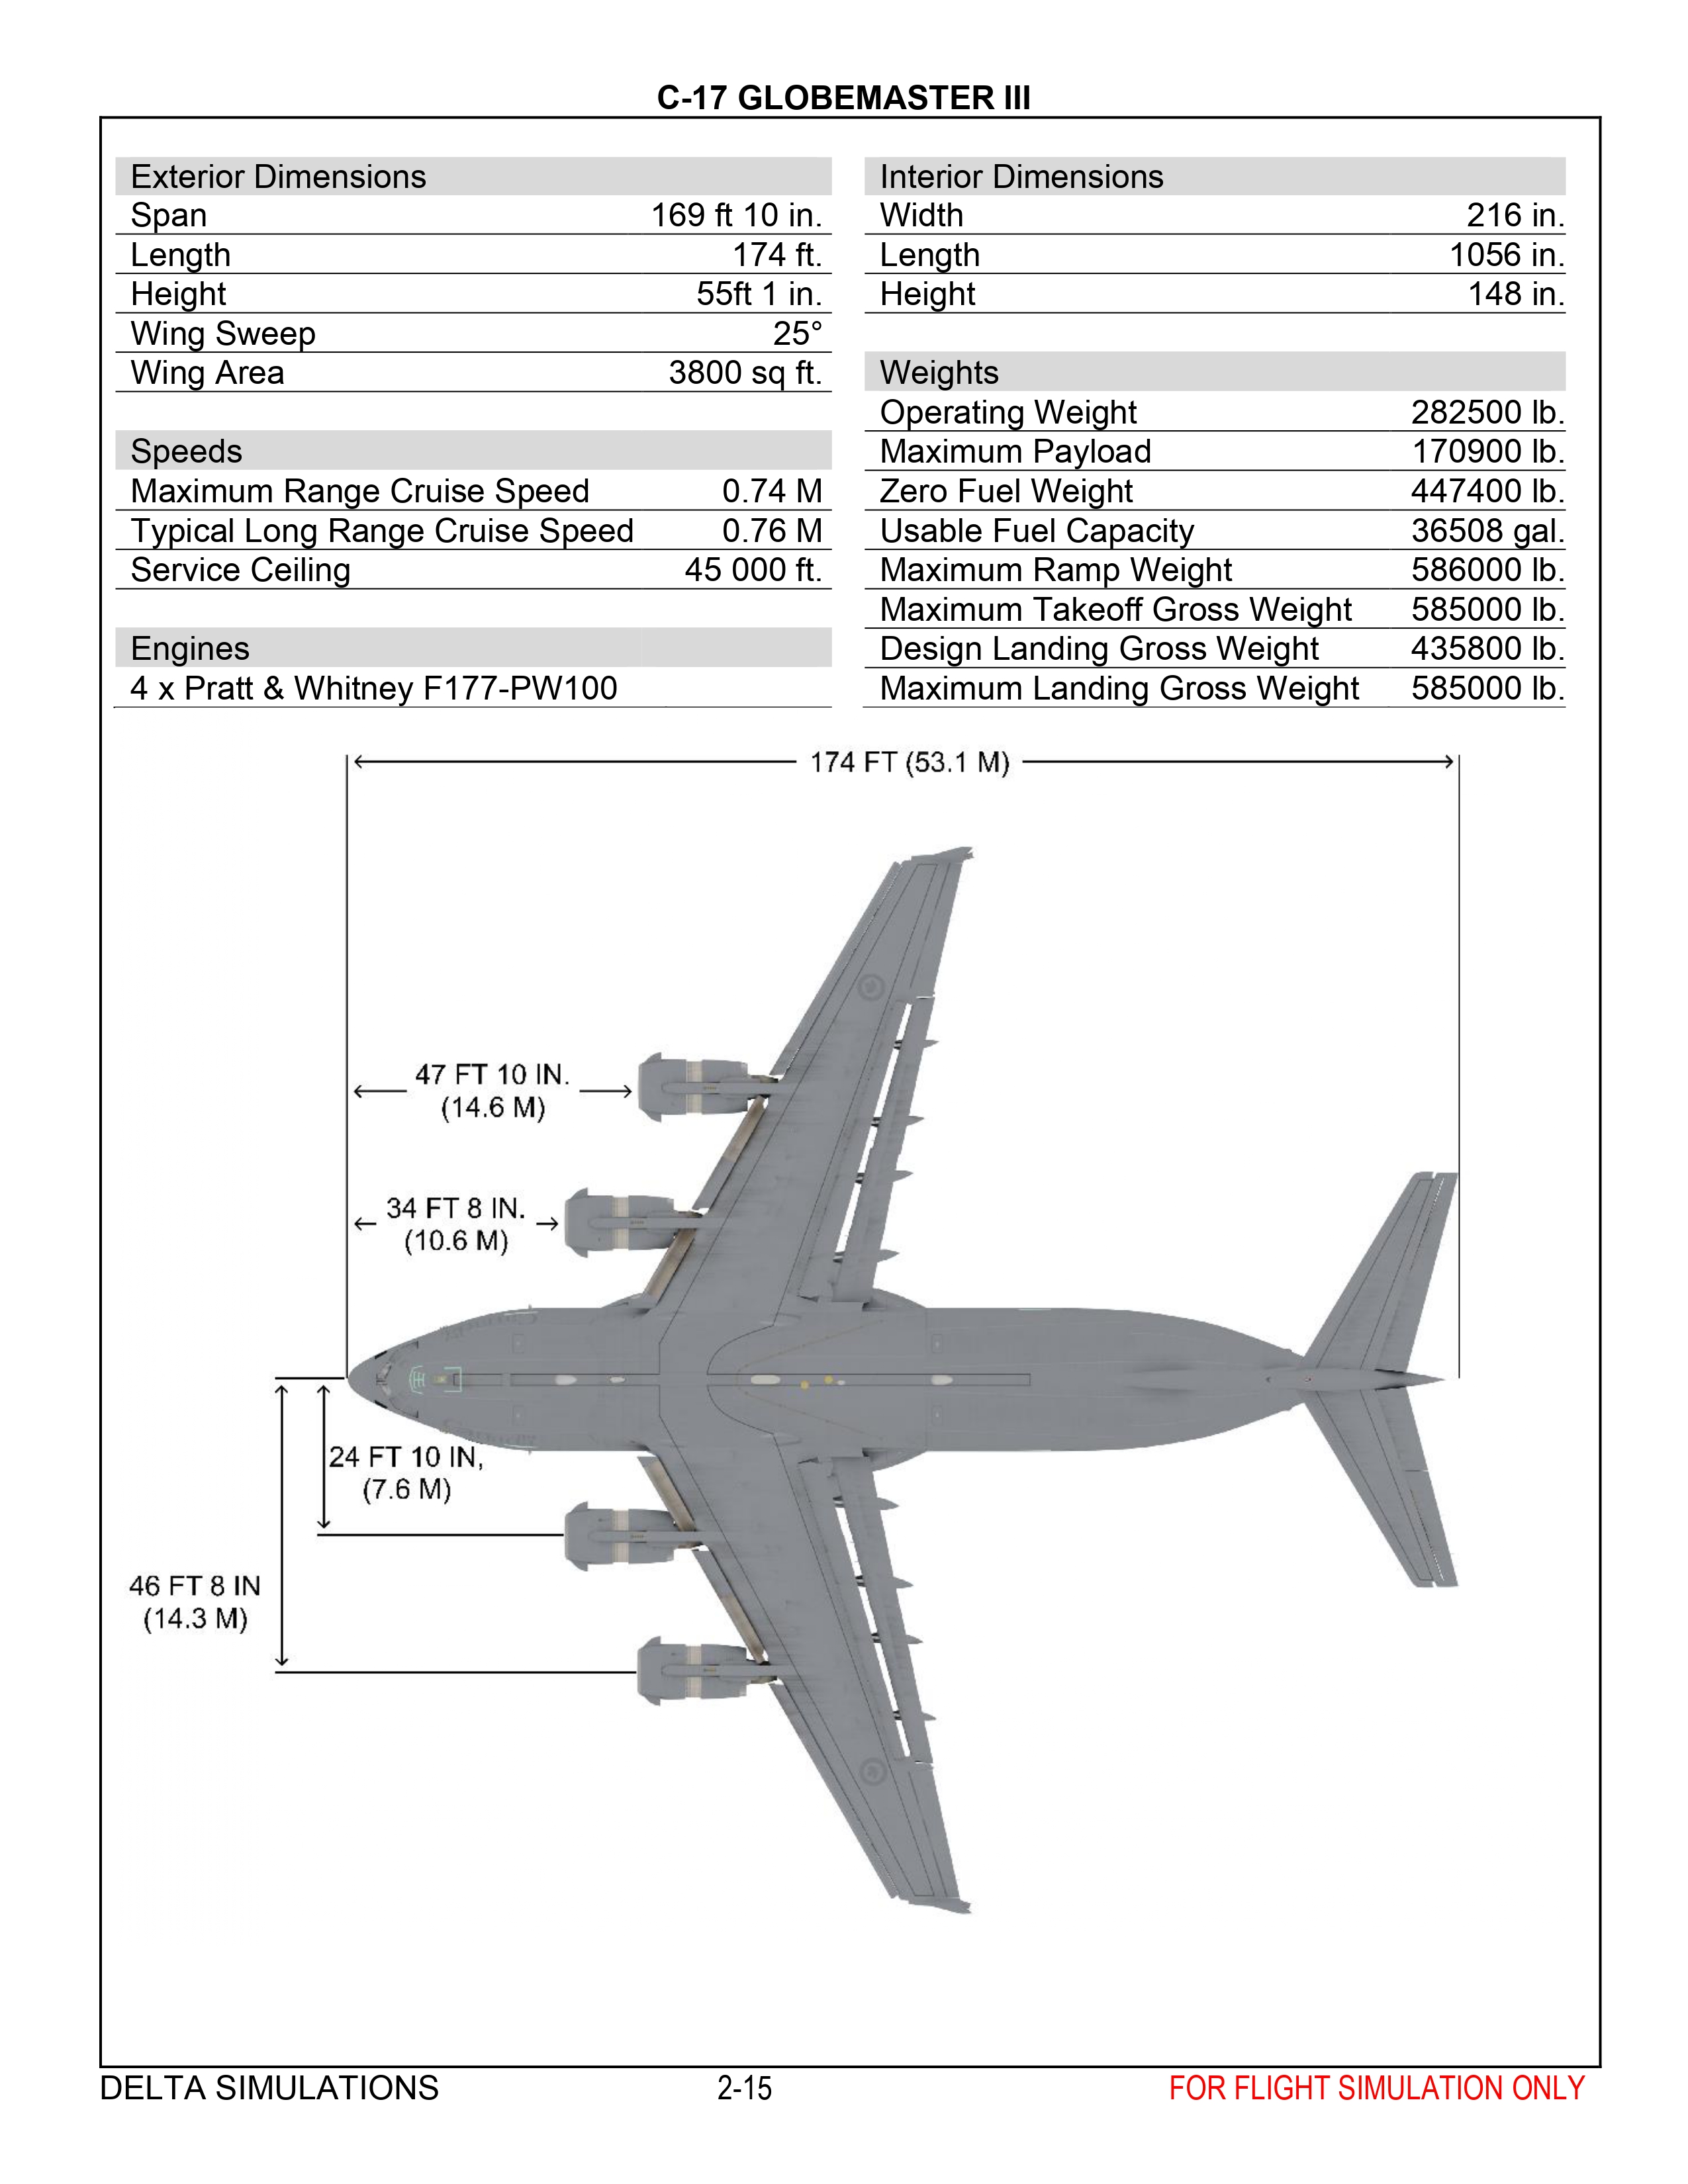 C-17 GLOBEMASTER III
Exterior Dimensions
Span 169 ft 10 in.
Length 174 ft.
Height 55ft 1 in.
Wing Sweep 25°
Wing Area 3800 sq ft.
Speeds
Maximum Range Cruise Speed 0.74 M
Typical Long Range Cruise Speed 0.76 M
Service Ceiling 45 000 ft.
Engines
4 x Pratt & Whitney F177-PW100
Interior Dimensions
Width 216 in.
Length 1056 in.
Height 148 in.
Weights
Operating Weight 282500 lb.
Maximum Payload 170900 lb.
Zero Fuel Weight 447400 lb.
Usable Fuel Capacity 36508 gal.
Maximum Ramp Weight 586000 lb.
Maximum Takeoff Gross Weight 585000 lb.
Design Landing Gross Weight 435800 lb.
Maximum Landing Gross Weight 585000 lb.
174 FT (53.1 M)
47 FT 10 IN.
(14.6 M)
34 FT 8 IN.
(10.6 M)
24 FT 10 IN,
(7.6 M)
46 FT 8 IN
(14.3 M)
DELTA SIMULATIONS 2-15 FOR FLIGHT SIMULATION ONLY